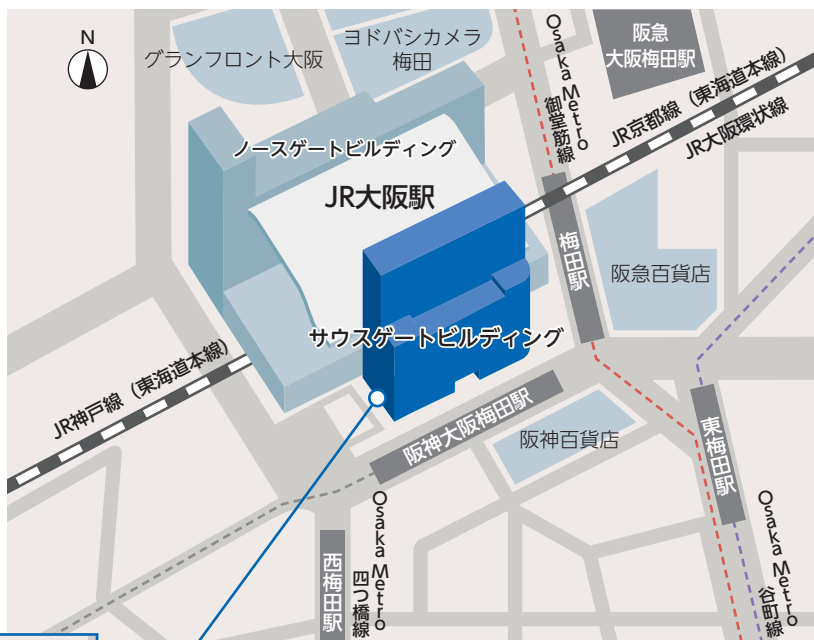 N
グランフロント大阪
ヨドバシカメラ
梅田
Osaka Metro
御堂筋線
阪急
大阪梅田駅
JR京都線（東海道本線）
JR大阪環状線
ノースゲートビルディング
JR大阪駅
梅田駅
阪急百貨店
サウスゲートビルディング
JR神戸線（東海道本線）
阪神大阪梅田駅
阪神百貨店
東梅田駅
西梅田駅
Osaka Metro
四つ橋線
Osaka Metro
谷町線